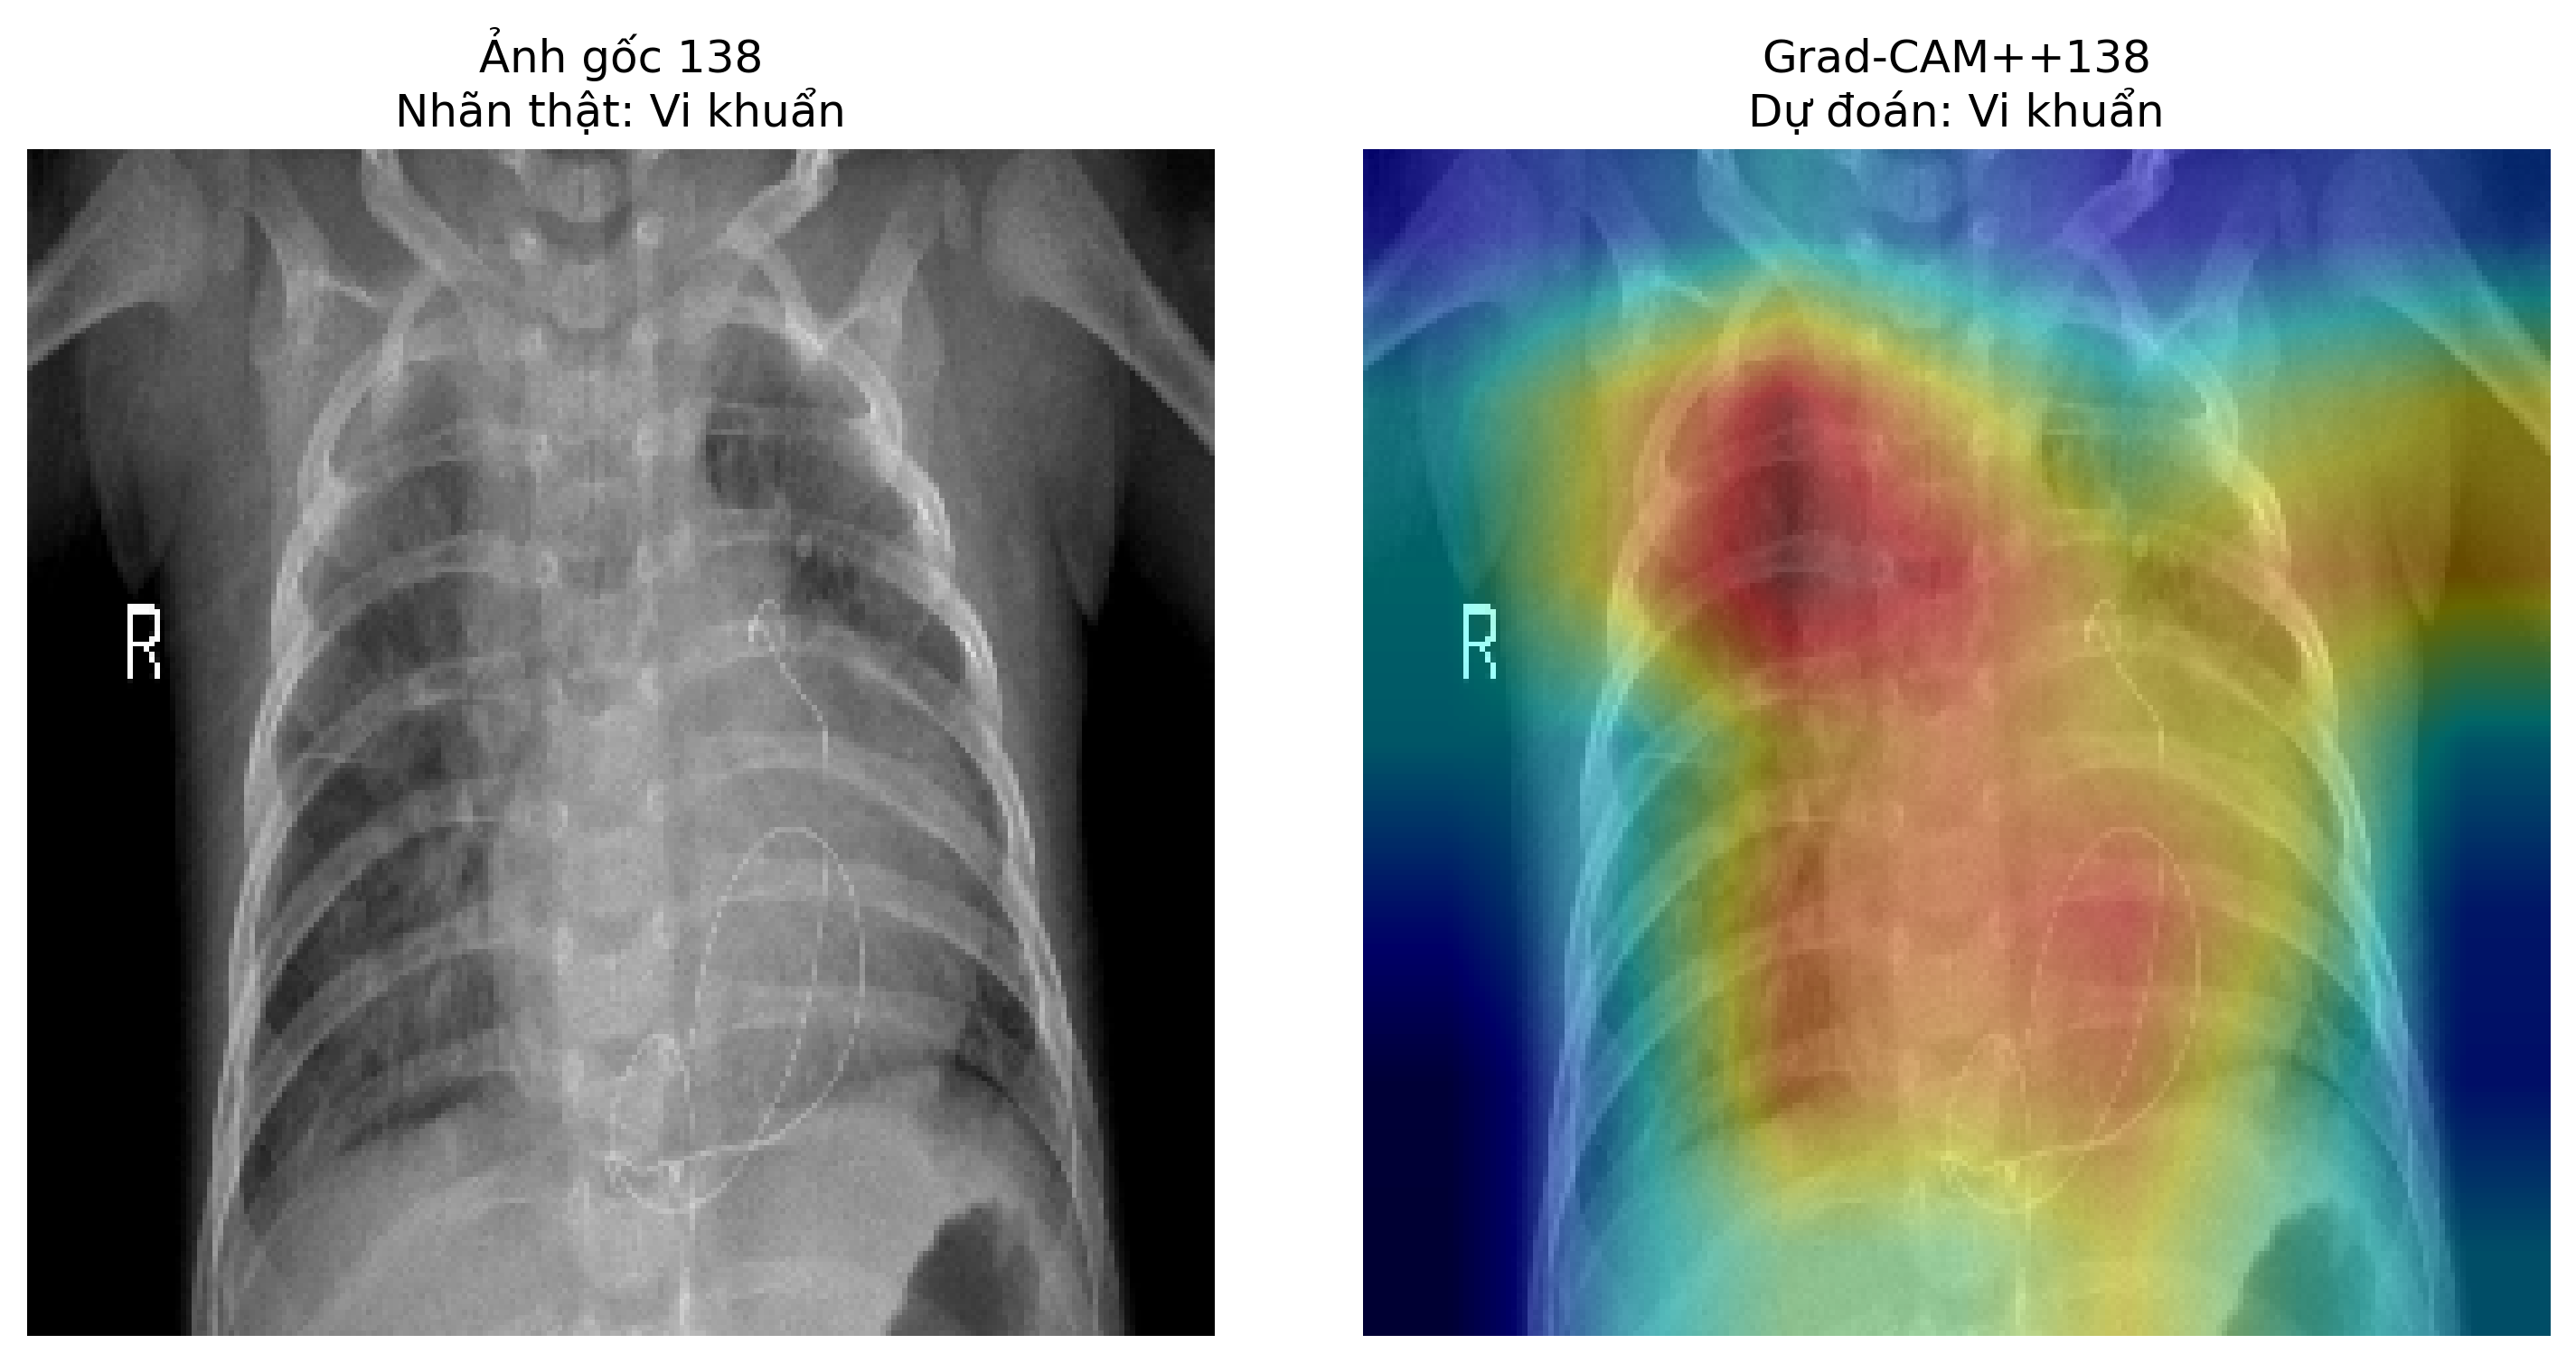 Ảnh gốc 138
Nhãn thật: Vi khuẩn
Grad-CAM++138
Dự đoán: Vi khuẩn
R
R